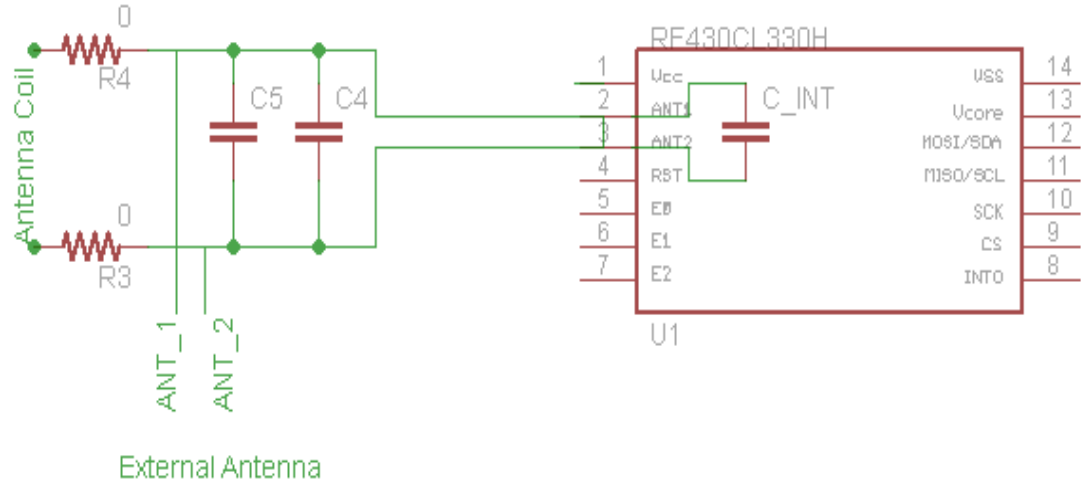 0
R4
Antenna Coil
0
R3
C5
C4
ANT_1
ANT_2
External Antenna
RF430CL330H
1
Vcc
2
ANT1
3
ANT2
4
RST
5
E0
6
E1
7
E2
C_INT
VSS
14
Vcore
13
MOSI/SDA
12
MISO/SCL
11
SCK
10
CS
9
INTO
8
U1